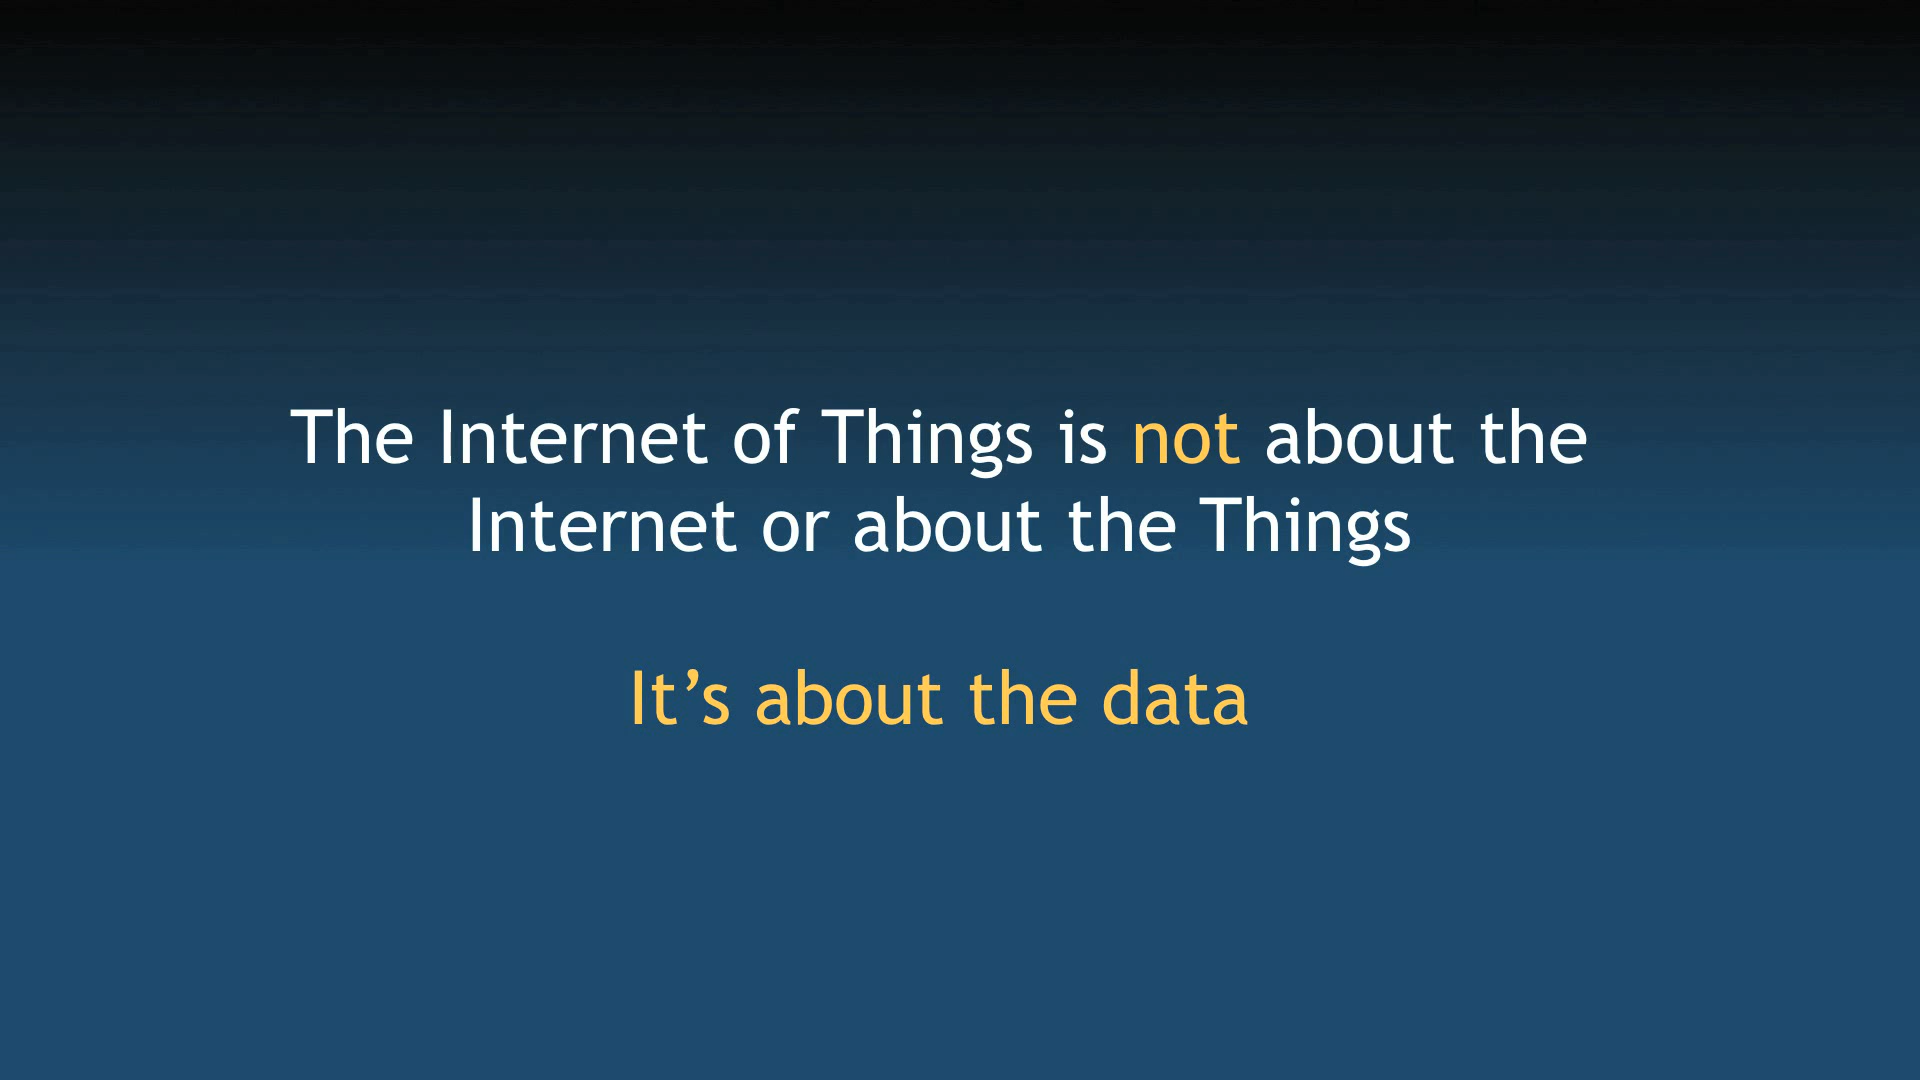 The Internet of Things is not about the
Internet or about the Things
It’s about the data